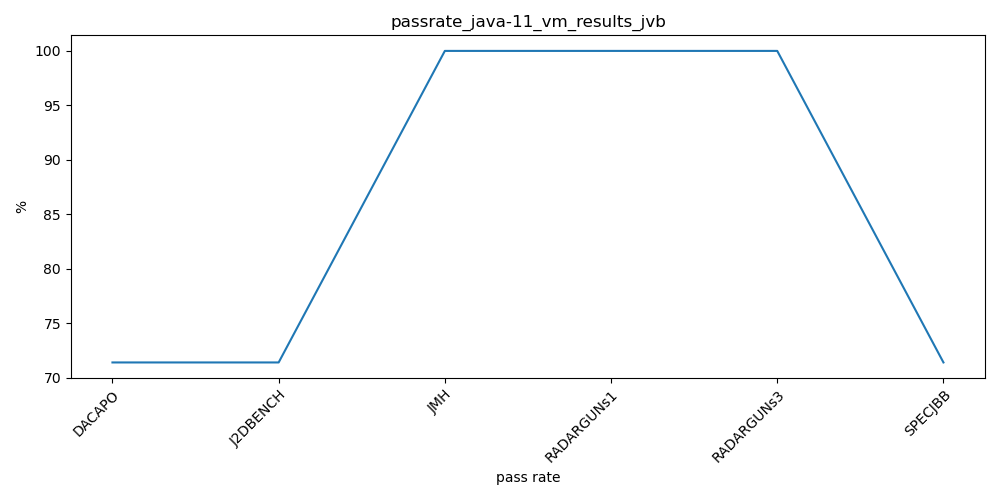 passrate_java-11_vm_results_jvb
100
95
90
85
80
75
70
%
DACAPO
J2DBENCH
JMH
RADARGUNs1
RADARGUNs3
SPECJBB
pass rate